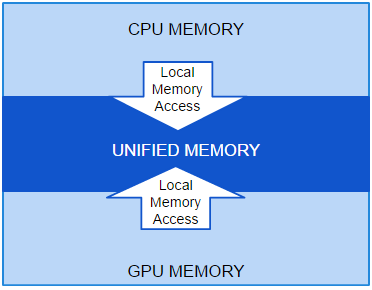 CPU MEMORY
Local
Memory
Access
UNIFIED MEMORY
Local
Memory
Access
GPU MEMORY